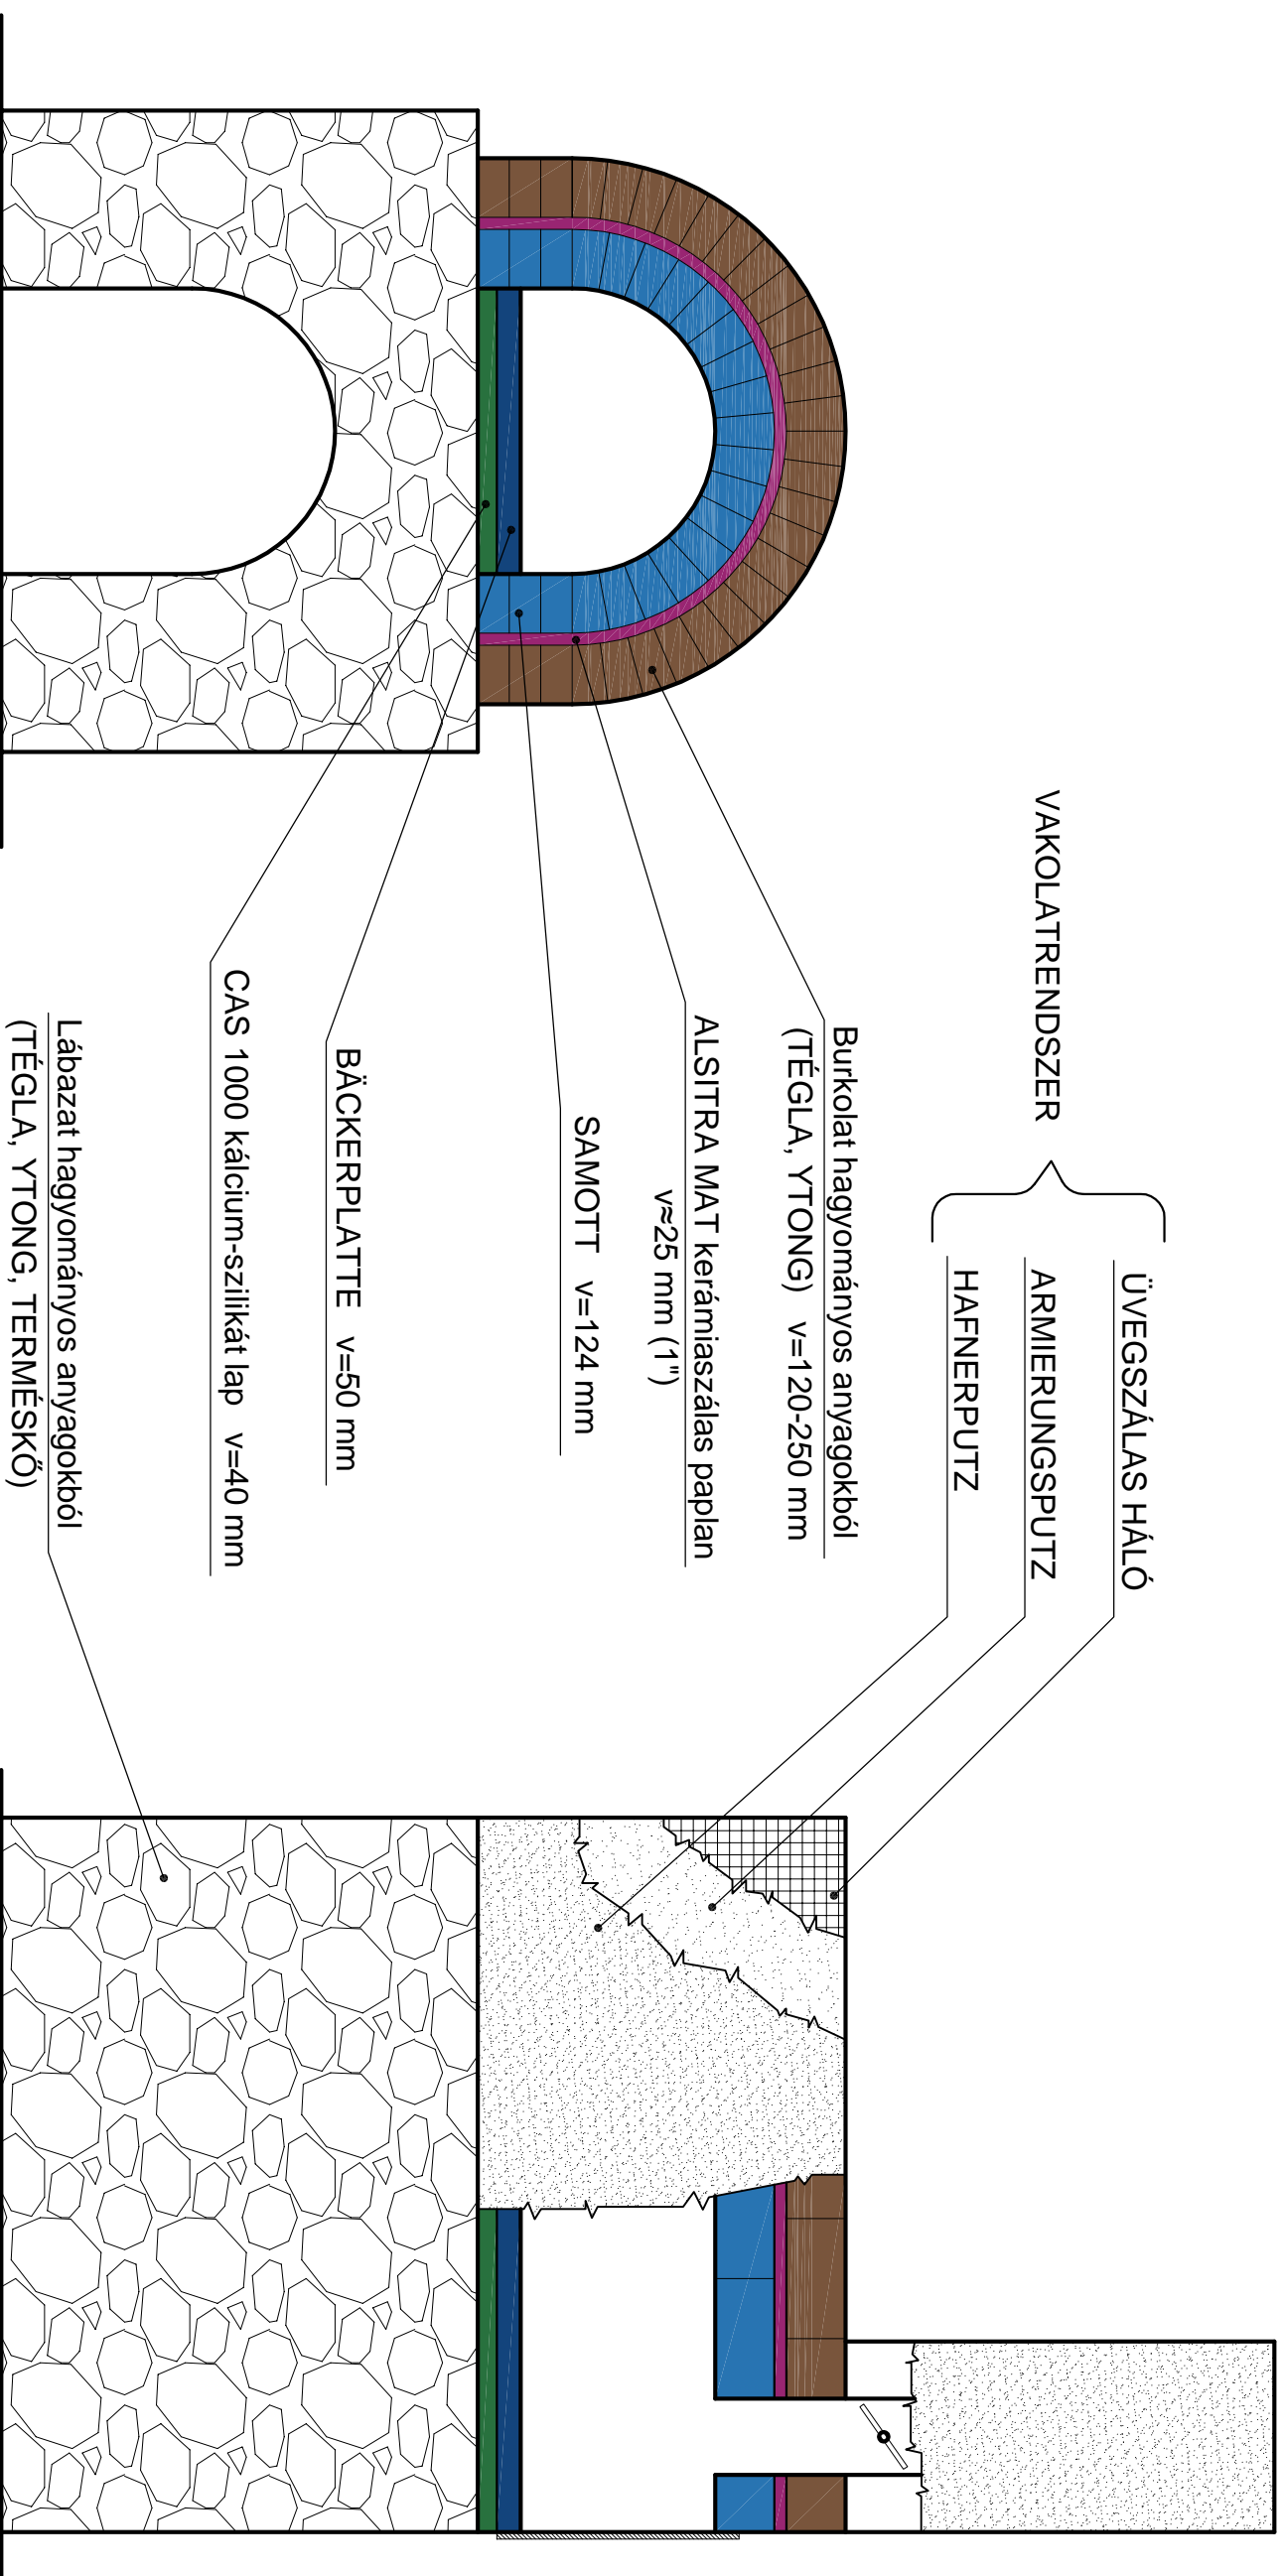 VAKOLATRENDSZER
ÜVEGSZÁLAS HÁLÓ
ARMIERUNGSPUTZ
HAFNERPUTZ
Burkolat hagyományos anyagokból
(TÉGLA, YTONG) v=120-250 mm
ALSITRA MAT kerámiaszálas paplan
v≈25 mm (1")
SAMOTT v=124 mm
BÄCKERPLATTE v=50 mm
CAS 1000 kálcium-szilikát lap v=40 mm
Lábazat hagyományos anyagokból
(TÉGLA, YTONG, TERMÉSKŐ)